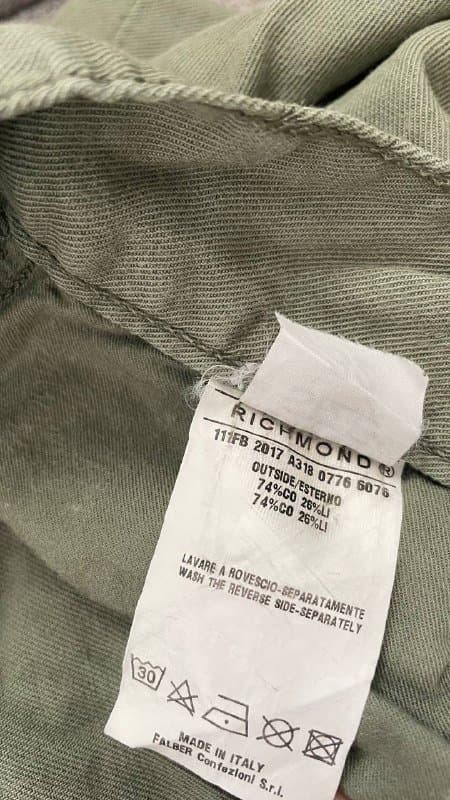 RICHMOND®
111FB 2017 A318 0776 6076
OUTSIDE/ESTERNO
74%CO 26%LI
74%CO 26%LI
LAVARE A ROVESCIO-SEPARATAMENTE
WASH THE REVERSE SIDE-SEPARATELY
30
MADE IN ITALY
FALBER Confezioni S.r.l.